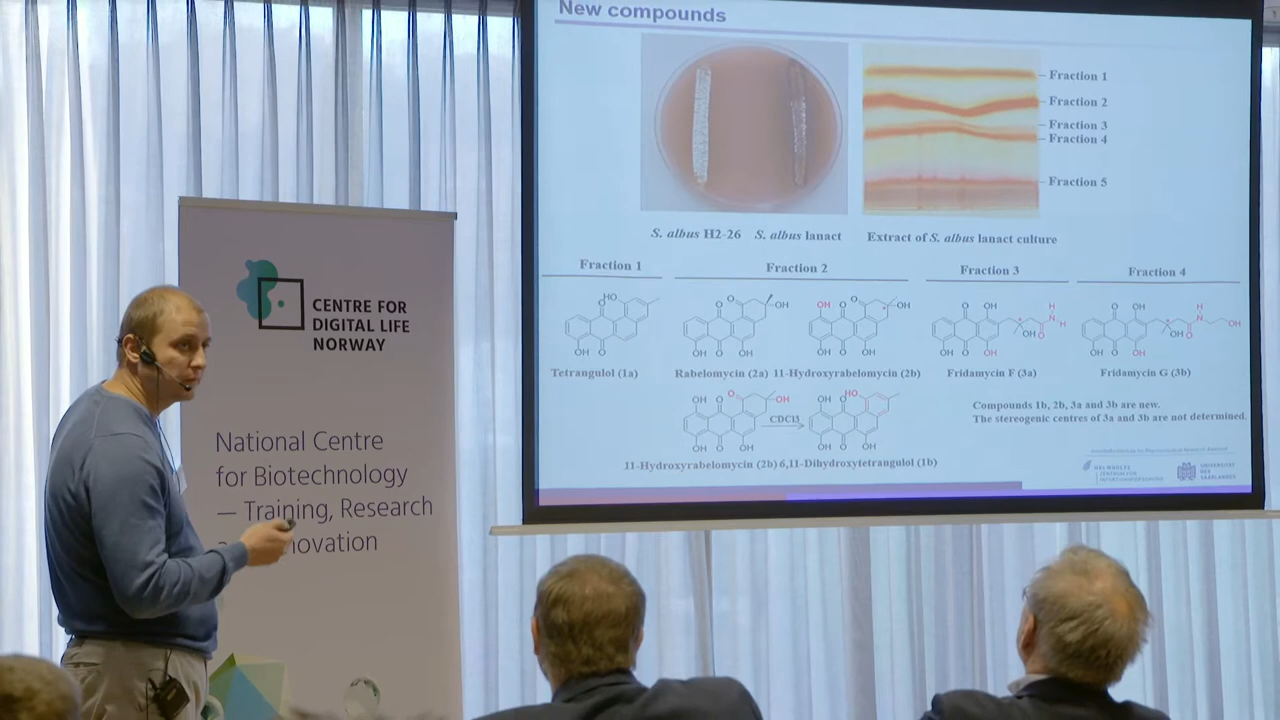 New compounds
Fraction 1
Fraction 2
Fraction 3
Fraction 4
Fraction 5
S. albus H2-26 S. albus lanact
Extract of S. albus lanact culture
Fraction 1
Fraction 2
Fraction 3
Fraction 4
Tetrangulol (1a)
Rabelomycin (2a)
11-Hydroxyrabelomycin (2b)
Fridamycin F (3a)
Fridamycin G (3b)
CDCl3
11-Hydroxyrabelomycin (2b)
6,11-Dihydroxytetrangulol (1b)
Compounds 1b, 2b, 3a and 3b are new.
The stereogenic centres of 3a and 3b are not determined.
HELMHOLTZ
UNIVERSITÄT
DES
SAARLANDES
CENTRE FOR
DIGITAL LIFE
NORWAY
National Centre
for Biotechnology
— Training, Research